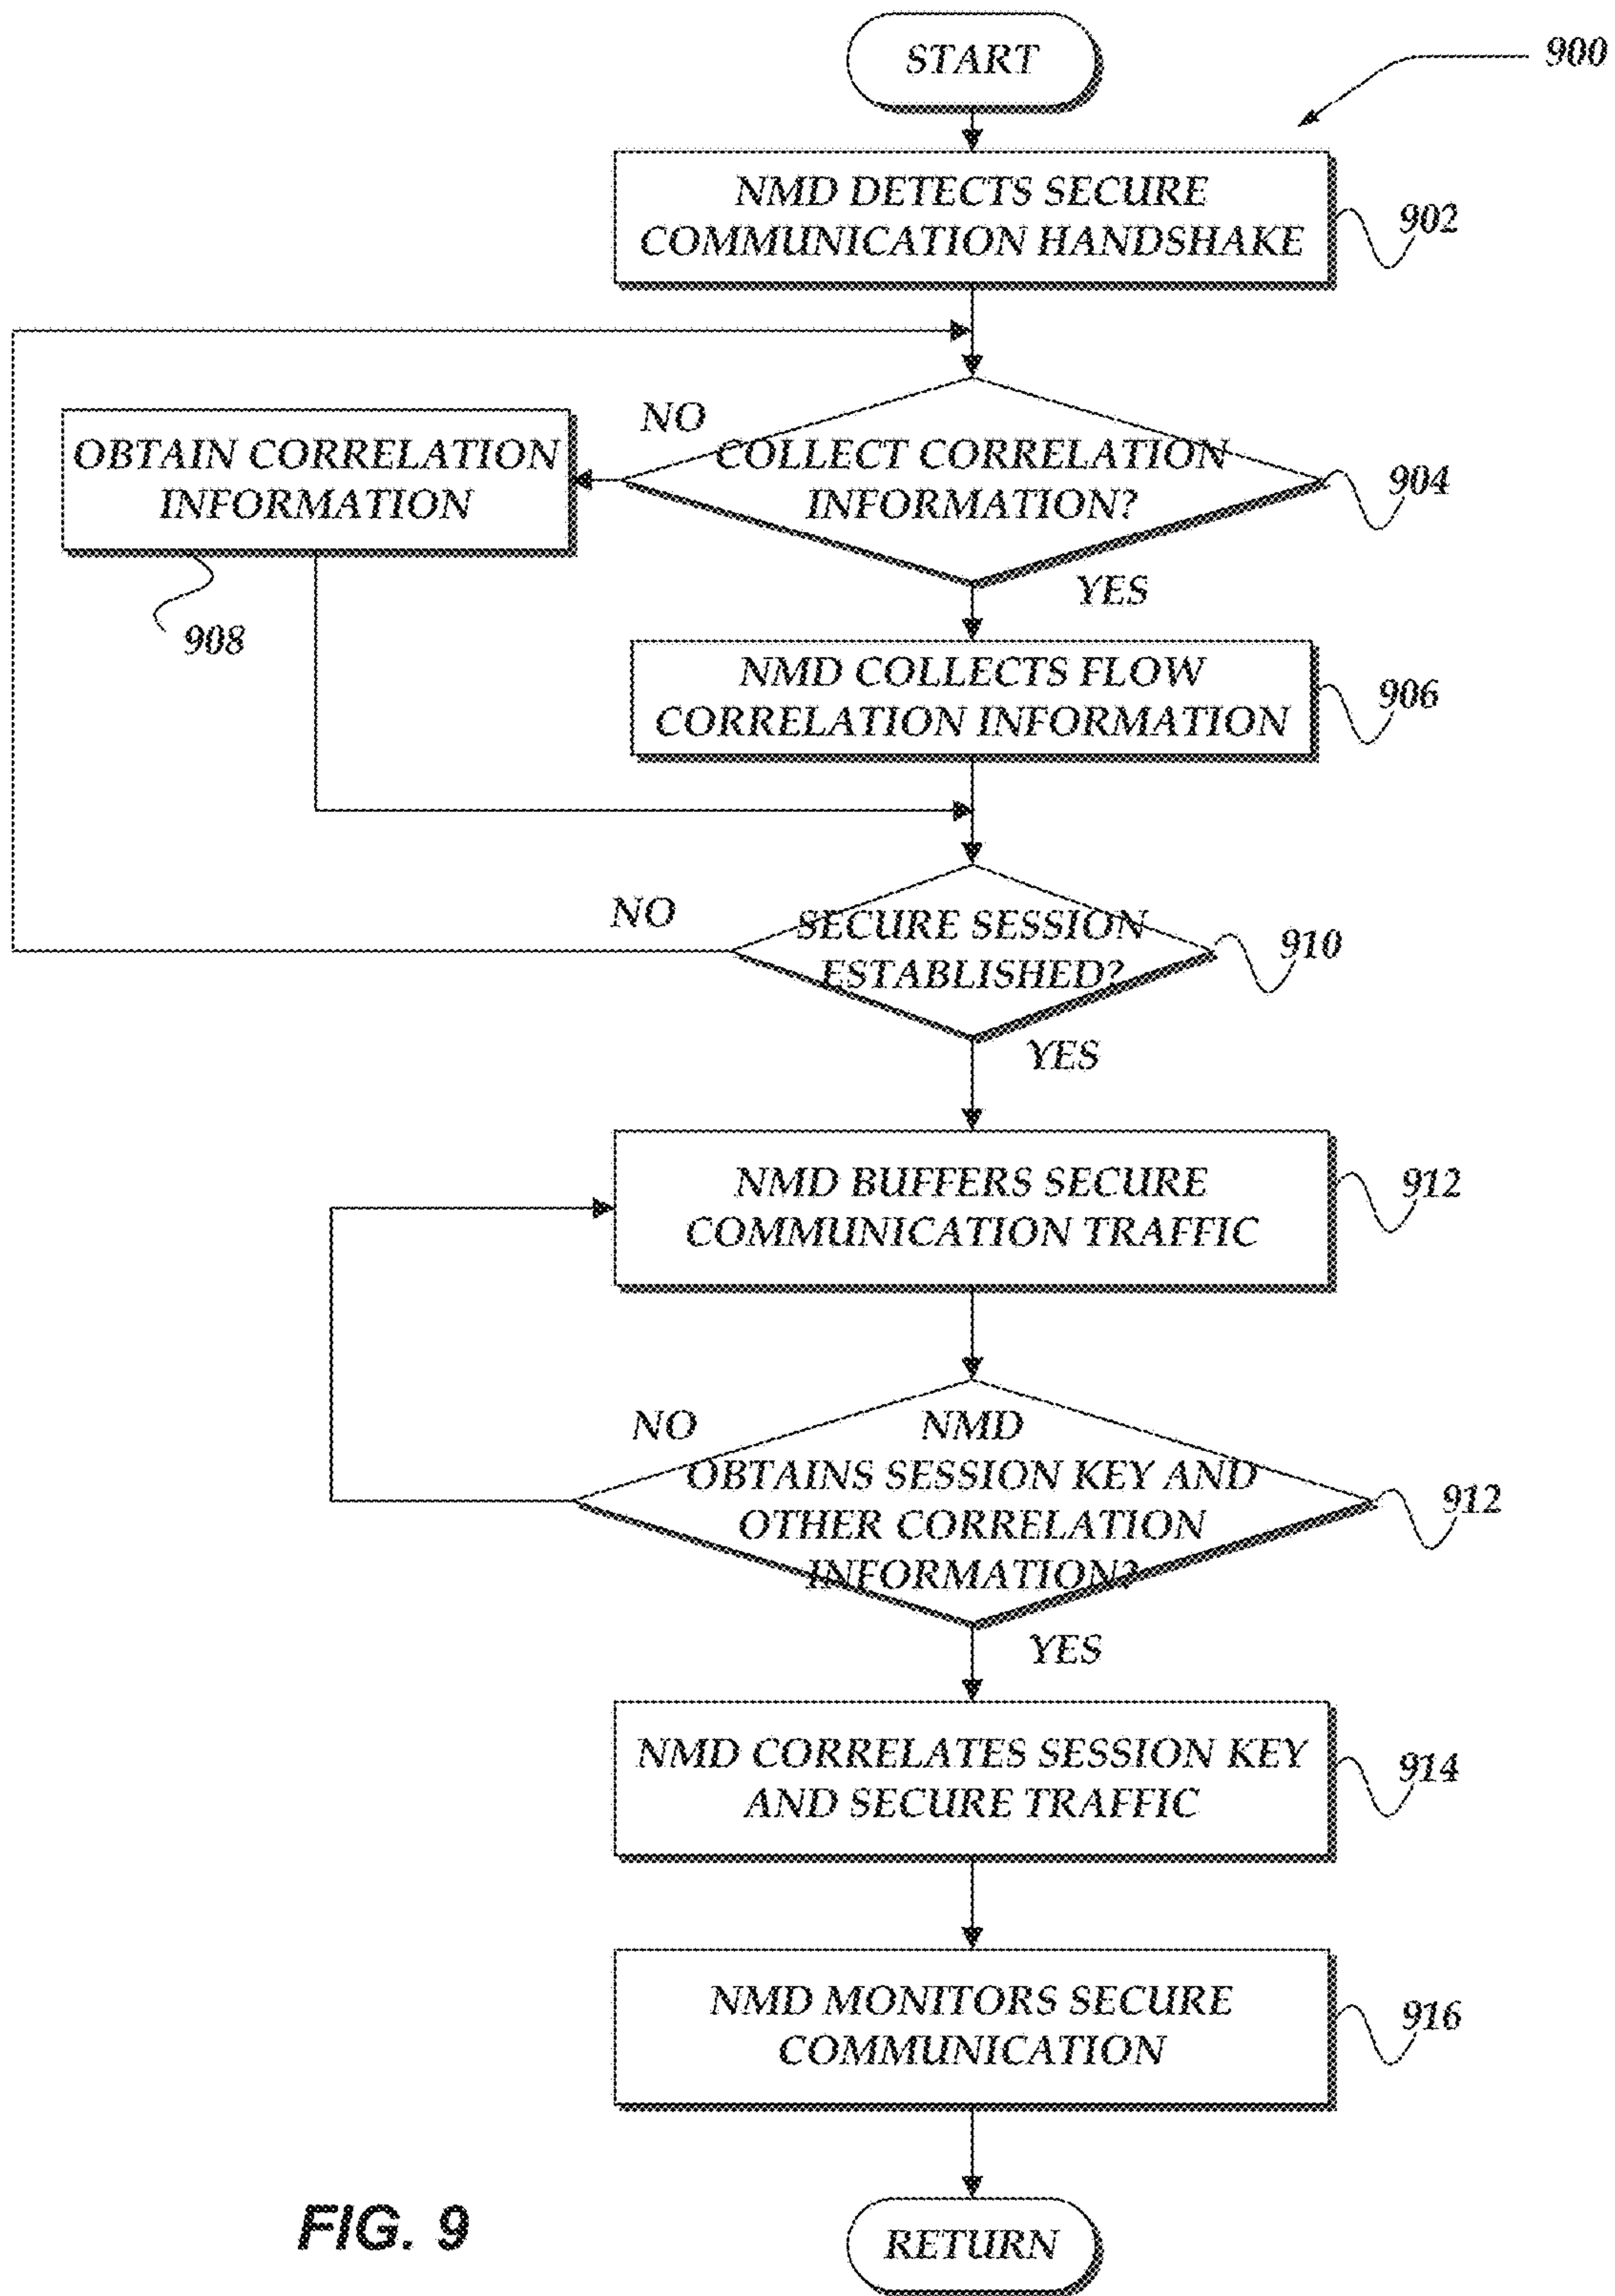 START
900
NMD DETECTS SECURE
COMMUNICATION HANDSHAKE
902
NO
COLLECT CORRELATION
INFORMATION?
904
OBTAIN CORRELATION
INFORMATION
908
YES
NMD COLLECTS FLOW
CORRELATION INFORMATION
906
NO
SECURE SESSION
ESTABLISHED?
910
YES
NMD BUFFERS SECURE
COMMUNICATION TRAFFIC
912
NO
NMD
OBTAINS SESSION KEY AND
OTHER CORRELATION
INFORMATION?
912
YES
NMD CORRELATES SESSION KEY
AND SECURE TRAFFIC
914
NMD MONITORS SECURE
COMMUNICATION
916
RETURN
FIG. 9